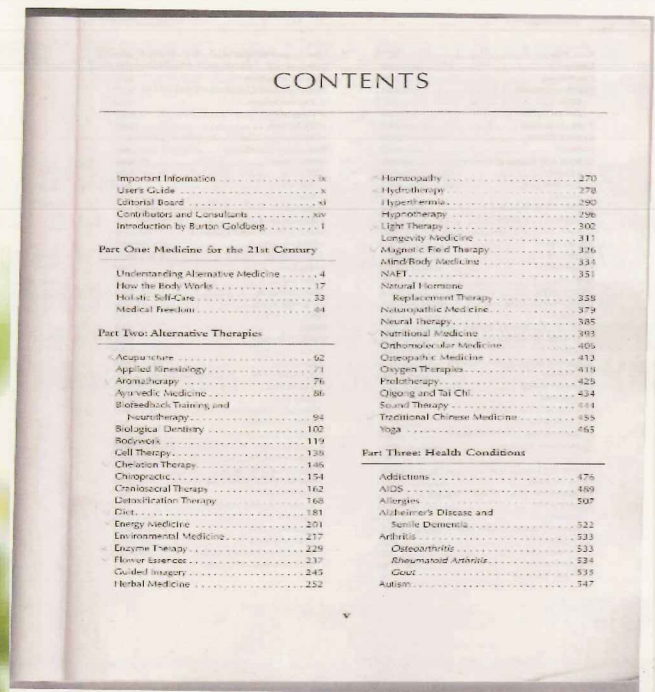 CONTENTS
Important Information . . . . . . . . . . . . . . ix
User's Guide . . . . . . . . . . . . . . . . . . . . . x
Editorial Board . . . . . . . . . . . . . . . . . . . xi
Contributors and Consultants . . . . . . . . . xiv
Introduction by Burton Goldberg . . . . . . . . 1
Part One: Medicine for the 21st Century
Understanding Alternative Medicine . . . . . . 4
How the Body Works . . . . . . . . . . . . . . . 17
Holistic Self-Care . . . . . . . . . . . . . . . . . 33
Medical Freedom . . . . . . . . . . . . . . . . . 44
Part Two: Alternative Therapies
Acupuncture . . . . . . . . . . . . . . . . . . . . 62
Applied Kinesiology . . . . . . . . . . . . . . . . 71
Aromatherapy . . . . . . . . . . . . . . . . . . . 76
Ayurvedic Medicine . . . . . . . . . . . . . . . . 86
Biofeedback Training and
Neurotherapy . . . . . . . . . . . . . . . . . . . 94
Biological Dentistry . . . . . . . . . . . . . . . 102
Bodywork . . . . . . . . . . . . . . . . . . . . . 119
Cell Therapy . . . . . . . . . . . . . . . . . . . 138
Chelation Therapy . . . . . . . . . . . . . . . . 146
Chiropractic . . . . . . . . . . . . . . . . . . . . 154
Craniosacral Therapy . . . . . . . . . . . . . . 162
Detoxification Therapy . . . . . . . . . . . . . 168
Diet . . . . . . . . . . . . . . . . . . . . . . . . . 181
Energy Medicine . . . . . . . . . . . . . . . . . 201
Environmental Medicine . . . . . . . . . . . . 217
Enzyme Therapy . . . . . . . . . . . . . . . . . 229
Flower Essences . . . . . . . . . . . . . . . . . 237
Guided Imagery . . . . . . . . . . . . . . . . . 245
Herbal Medicine . . . . . . . . . . . . . . . . . 252
Homeopathy . . . . . . . . . . . . . . . . . . . 270
Hydrotherapy . . . . . . . . . . . . . . . . . . . 278
Hyperthermia . . . . . . . . . . . . . . . . . . . 290
Hypnotherapy . . . . . . . . . . . . . . . . . . 296
Light Therapy . . . . . . . . . . . . . . . . . . . 302
Longevity Medicine . . . . . . . . . . . . . . . 311
Magnetic Field Therapy . . . . . . . . . . . . . 326
Mind/Body Medicine . . . . . . . . . . . . . . 334
NAET . . . . . . . . . . . . . . . . . . . . . . . . 351
Natural Hormone
Replacement Therapy . . . . . . . . . . . . . . 358
Naturopathic Medicine . . . . . . . . . . . . . 379
Neural Therapy . . . . . . . . . . . . . . . . . . 385
Nutritional Medicine . . . . . . . . . . . . . . 393
Orthomolecular Medicine . . . . . . . . . . . 405
Osteopathic Medicine . . . . . . . . . . . . . 413
Oxygen Therapies . . . . . . . . . . . . . . . . 418
Prolotherapy . . . . . . . . . . . . . . . . . . . 428
Qigong and Tai Chi . . . . . . . . . . . . . . . 434
Sound Therapy . . . . . . . . . . . . . . . . . . 444
Traditional Chinese Medicine . . . . . . . . . 455
Yoga . . . . . . . . . . . . . . . . . . . . . . . . 465
Part Three: Health Conditions
Addictions . . . . . . . . . . . . . . . . . . . . . 476
AIDS . . . . . . . . . . . . . . . . . . . . . . . . 489
Allergies . . . . . . . . . . . . . . . . . . . . . . 507
Alzheimer's Disease and
Senile Dementia . . . . . . . . . . . . . . . . . 522
Arthritis . . . . . . . . . . . . . . . . . . . . . . 533
Osteoarthritis . . . . . . . . . . . . . . . . . . . 533
Rheumatoid Arthritis . . . . . . . . . . . . . . 534
Gout . . . . . . . . . . . . . . . . . . . . . . . . 535
Autism . . . . . . . . . . . . . . . . . . . . . . . 547
v